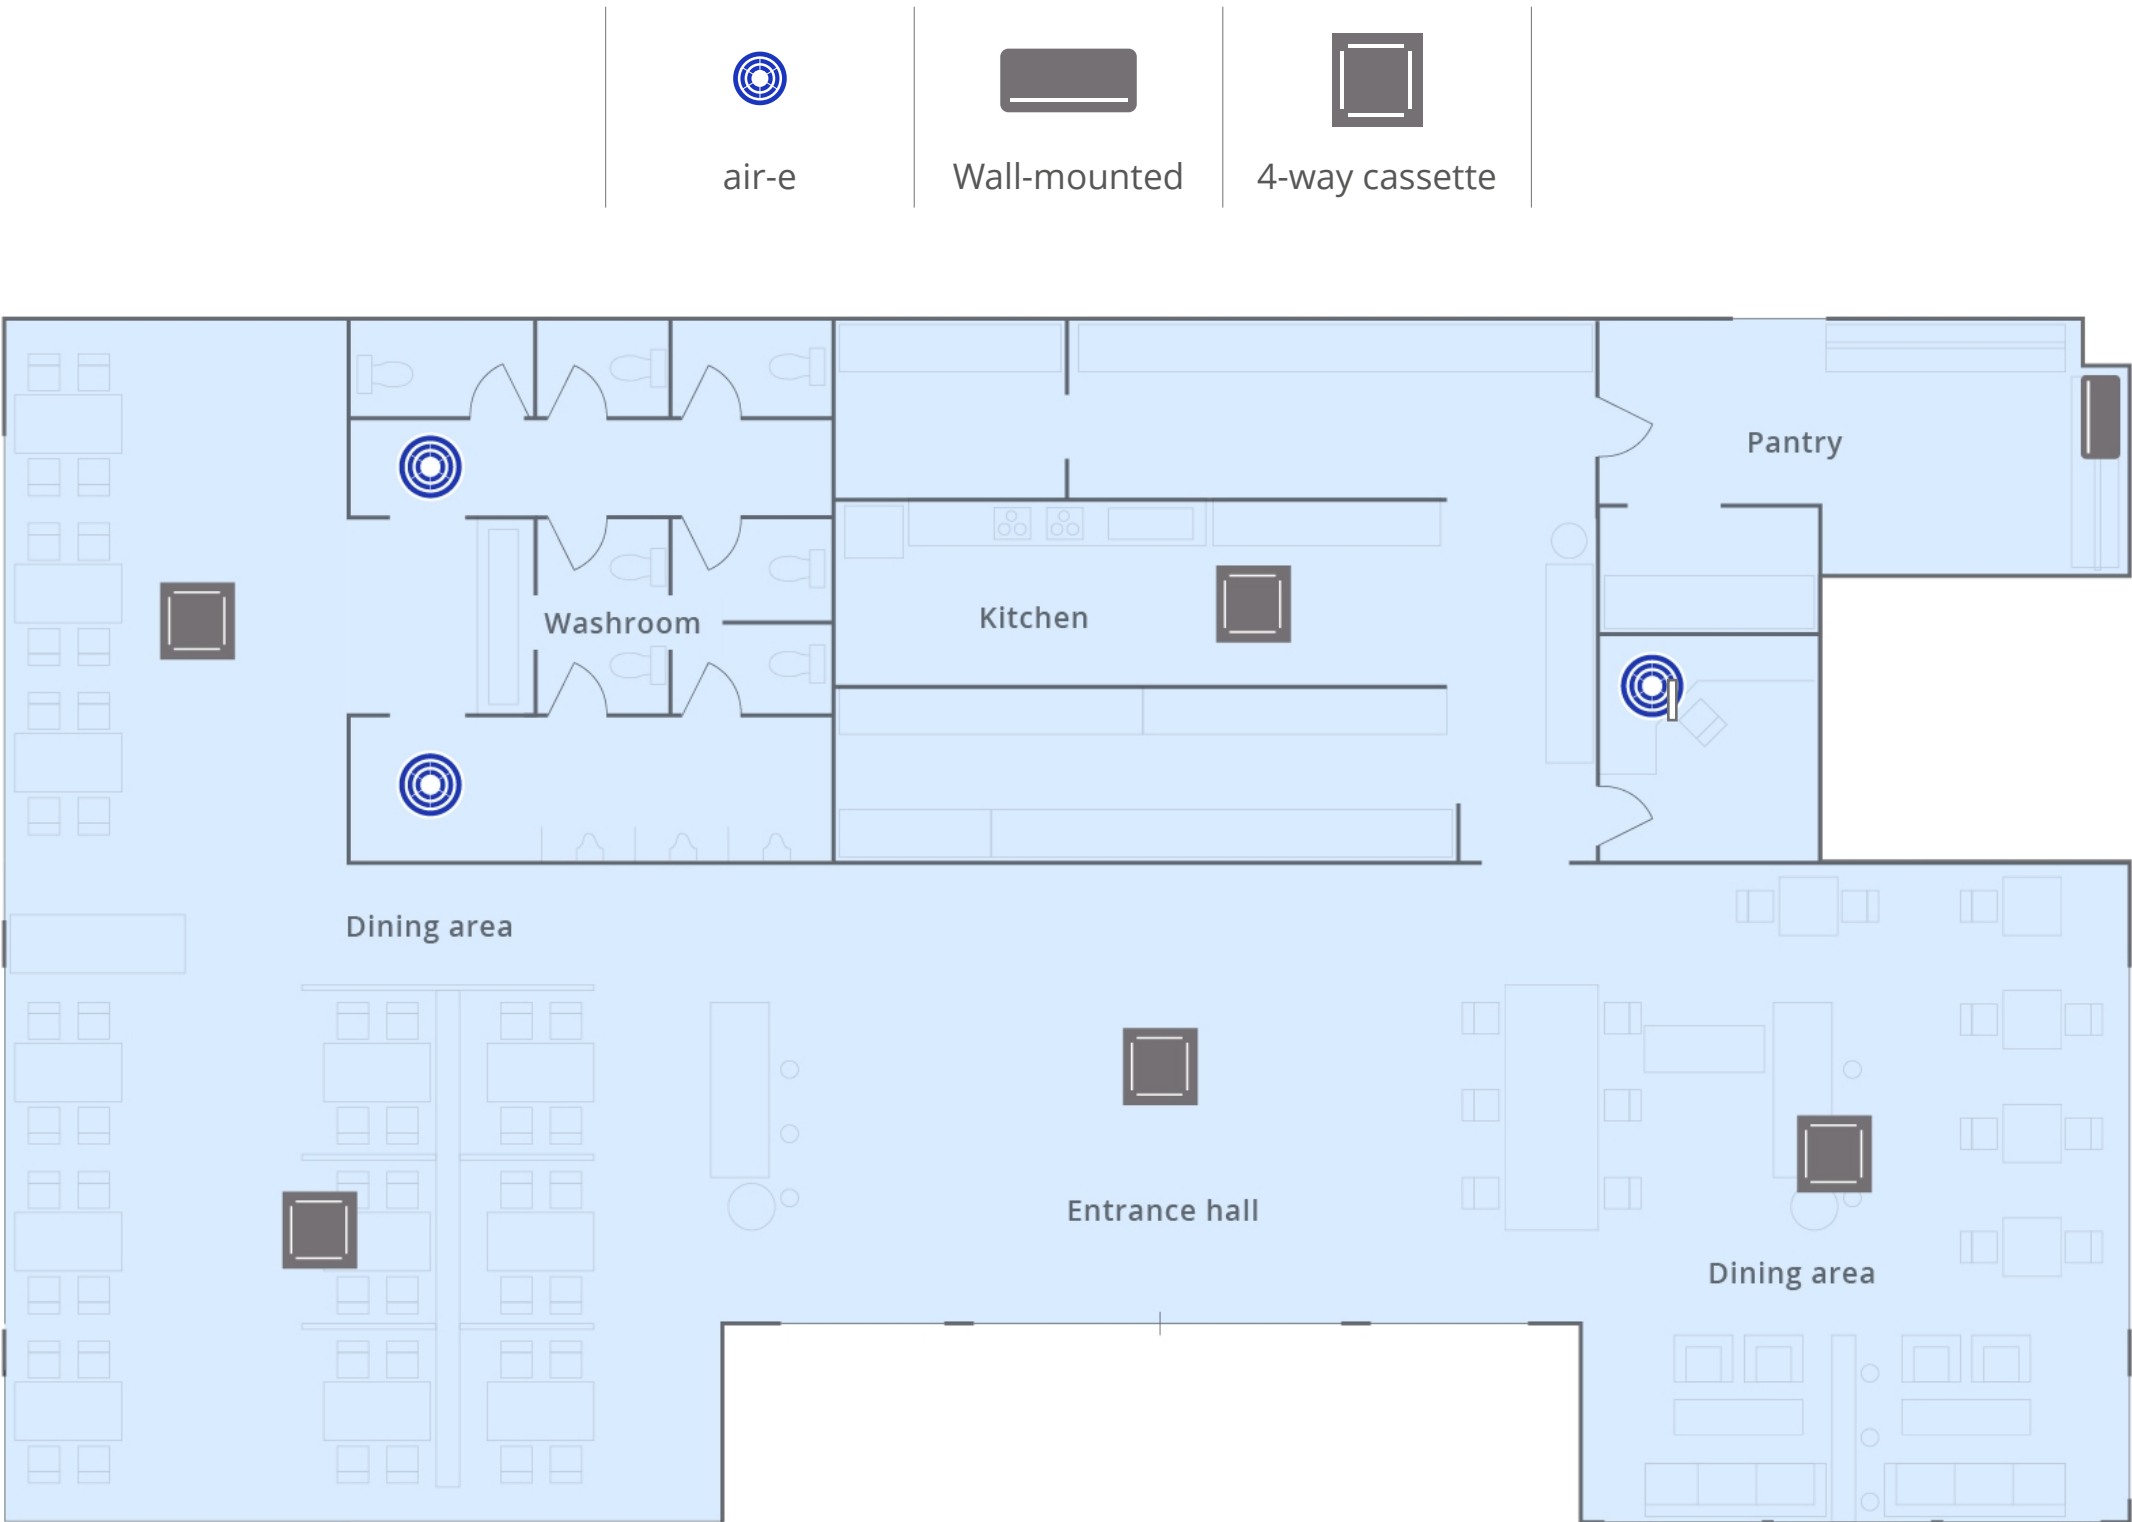 air-e
Wall-mounted
4-way cassette
Pantry
Washroom
Kitchen
Dining area
Entrance hall
Dining area